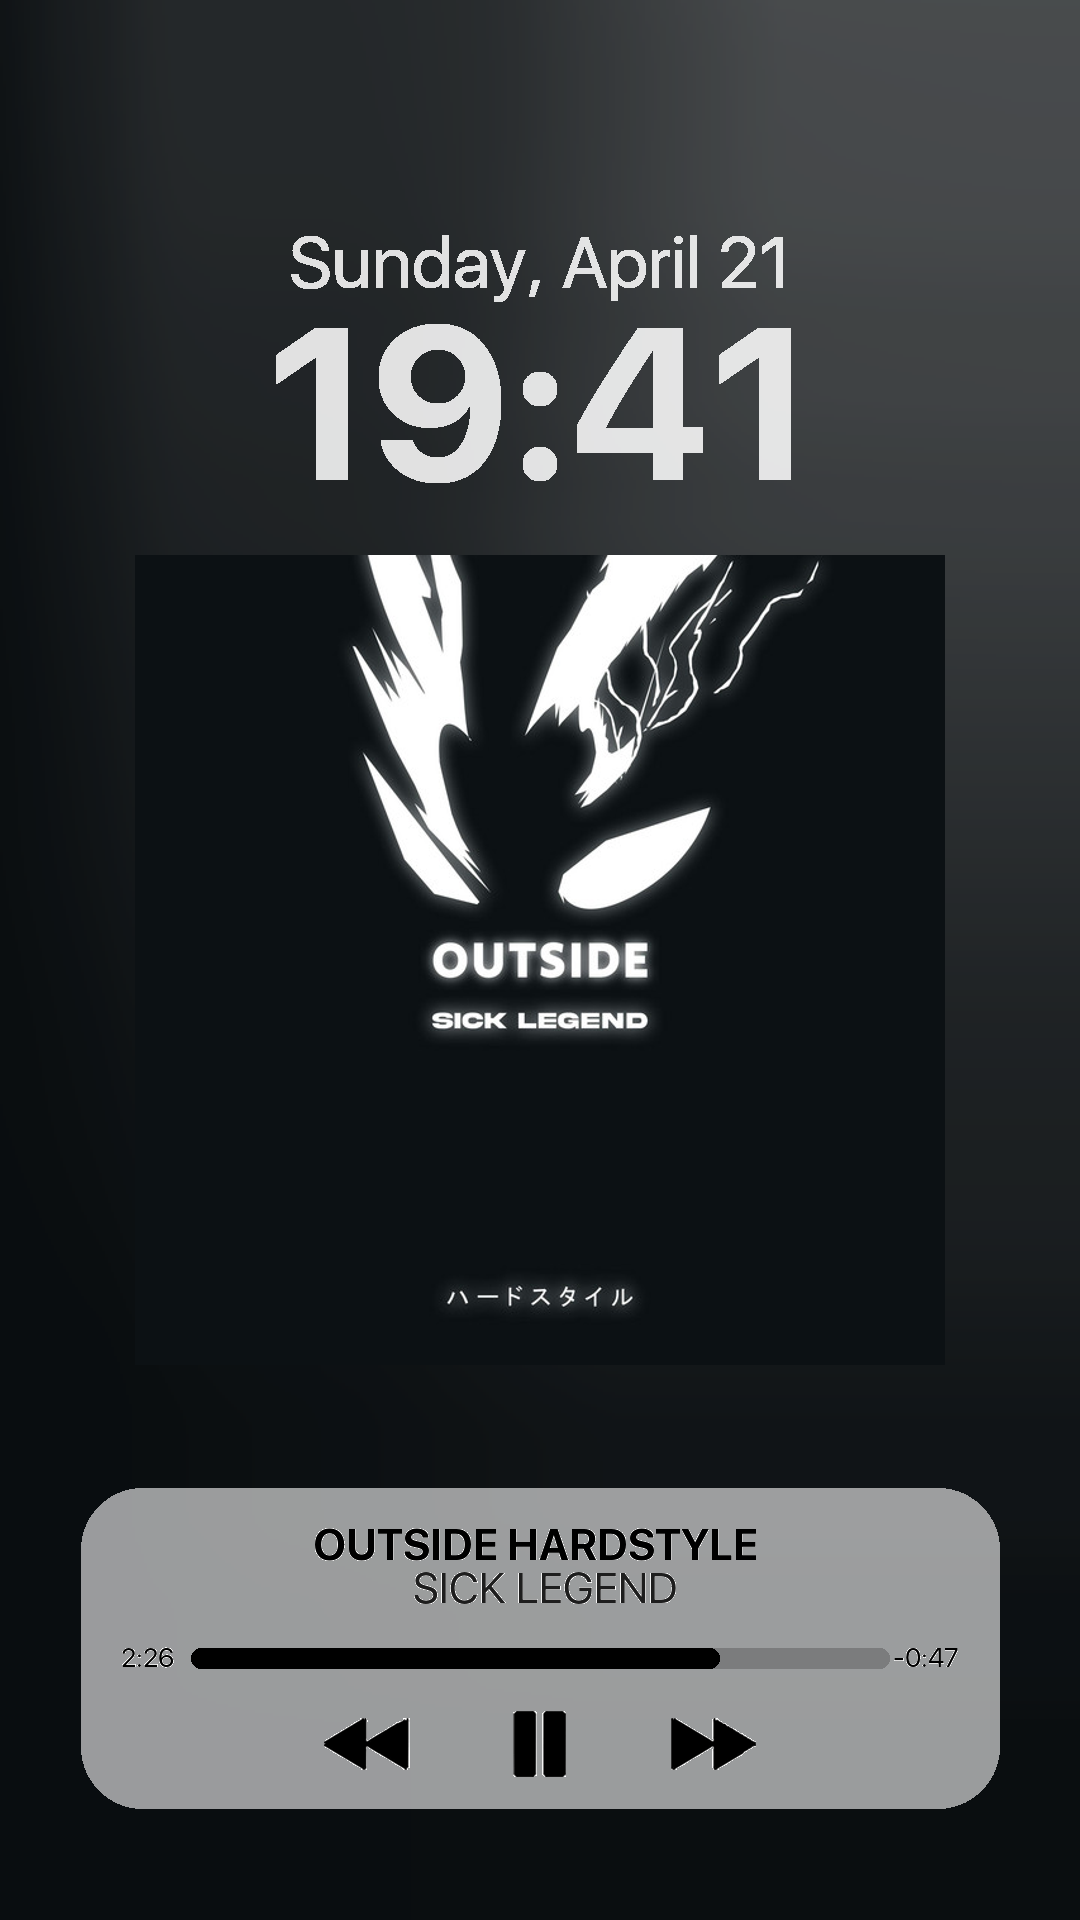 Sunday, April 21
19:41
OUTSIDE
SICK LEGEND
ハードスタイル
OUTSIDE HARDSTYLE
SICK LEGEND
2:26 -0:47